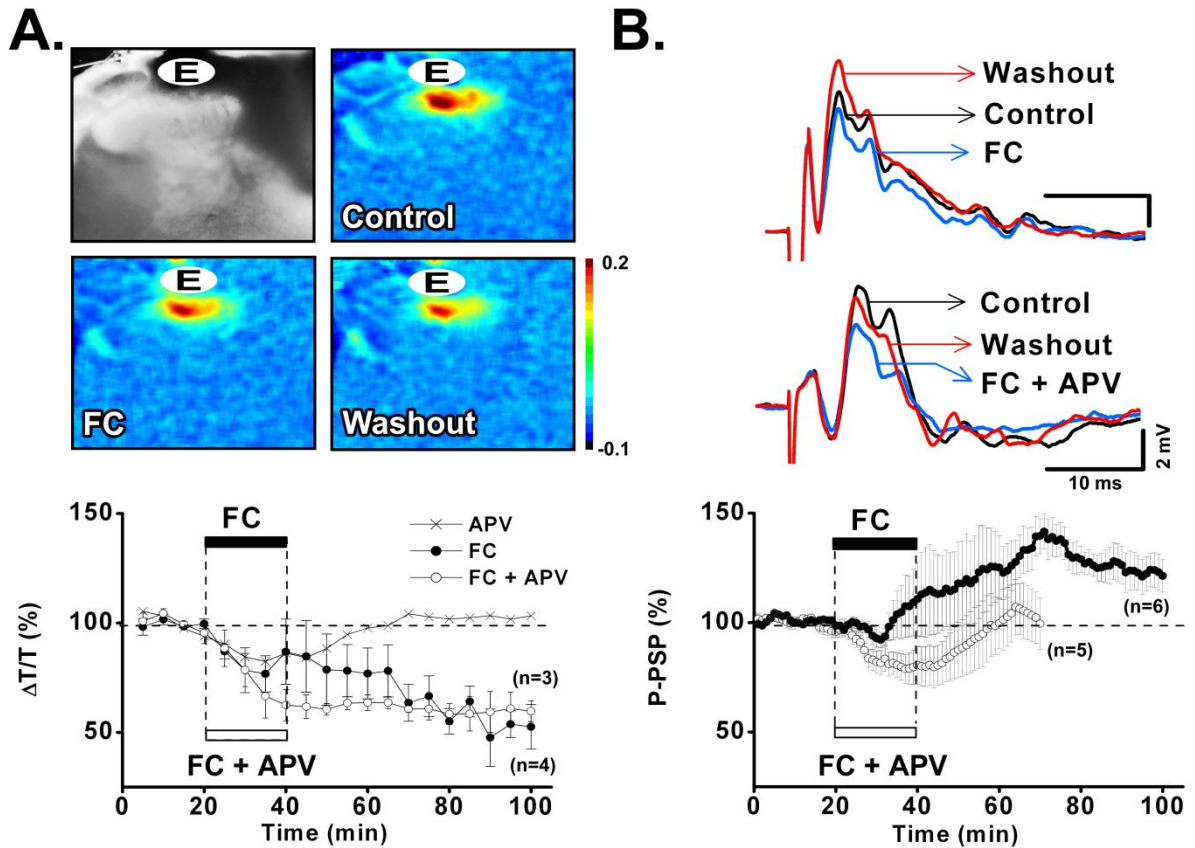 A.
E
E
Control
E
FC
E
Washout
0.2
-0.1
B.
Washout
Control
FC
Control
Washout
FC + APV
2 mV
10 ms
150
100
50
ΔT/T (%)
FC
APV
FC
FC + APV
(n=3)
(n=4)
FC + APV
0 20 40 60 80 100
Time (min)
150
100
50
P-PSP (%)
FC
(n=6)
(n=5)
FC + APV
0 20 40 60 80 100
Time (min)